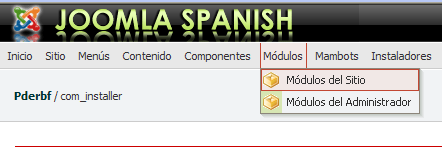 JOOMLA SPANISH
Inicio Sitio Menús Contenido Componentes Módulos Mambots Instaladores
Módulos del Sitio
Pderbf / com_installer
Módulos del Administrador